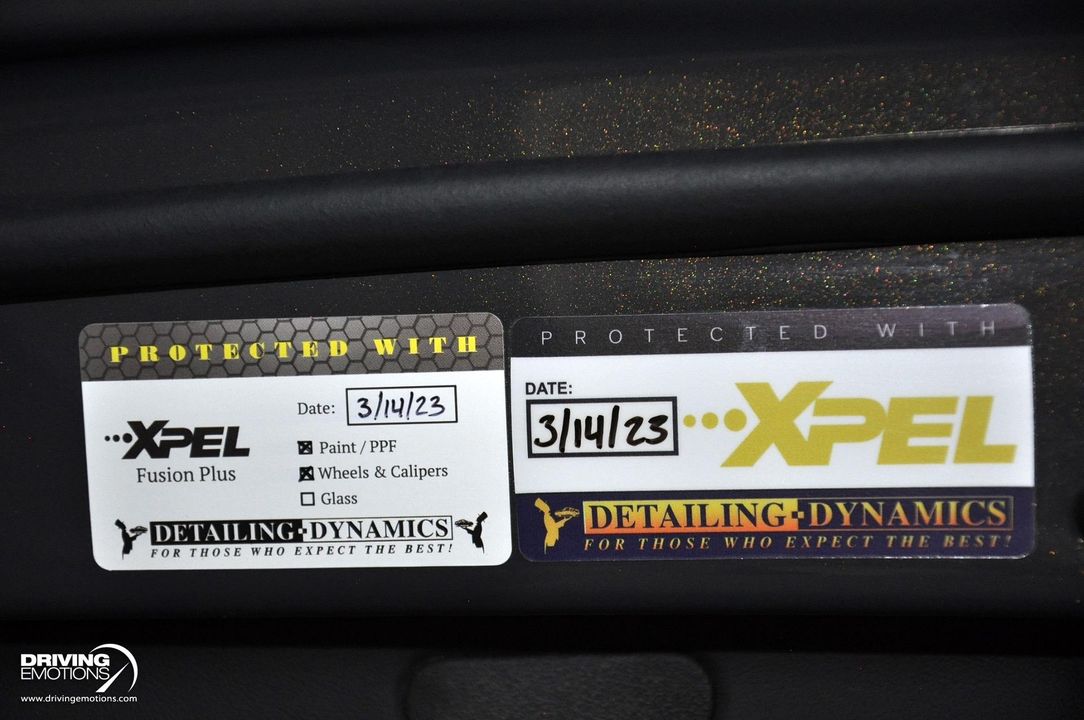 PROTECTED WITH
Date: 3/14/23
XPEL
Fusion Plus
Paint / PPF
Wheels & Calipers
Glass
DETAILING-DYNAMICS
FOR THOSE WHO EXPECT THE BEST!
PROTECTED WITH
DATE:
3/14/23
XPEL
DETAILING-DYNAMICS
FOR THOSE WHO EXPECT THE BEST!
DRIVING
EMOTIONS
www.drivingemotions.com